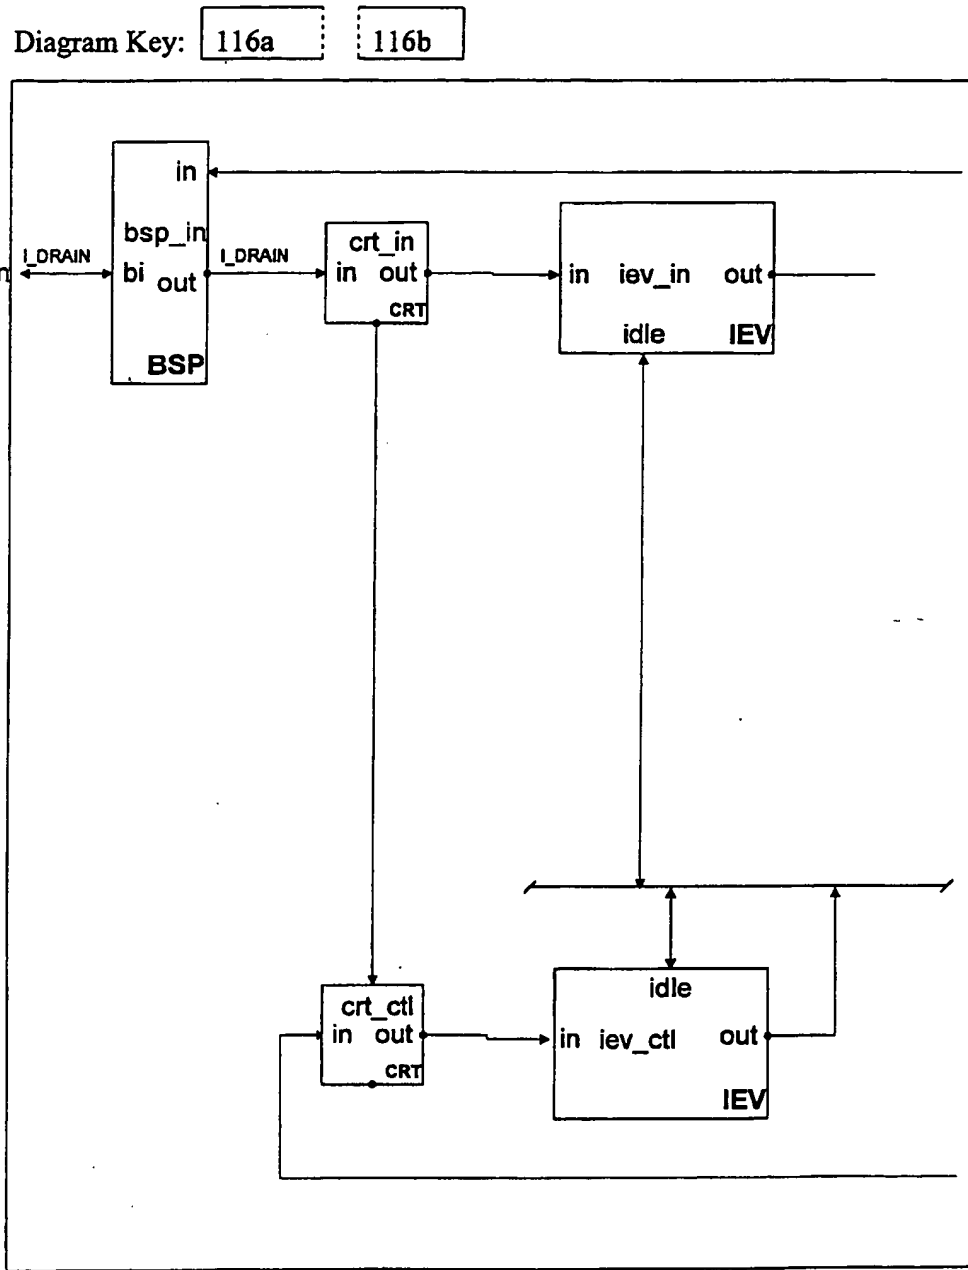 Diagram Key: 116a 116b
in
bsp_in
n I_DRAIN bi out I_DRAIN
BSP
crt_in
in out
CRT
in iev_in out
idle IEV
crt_ctl
in out
CRT
idle
in iev_ctl out
IEV